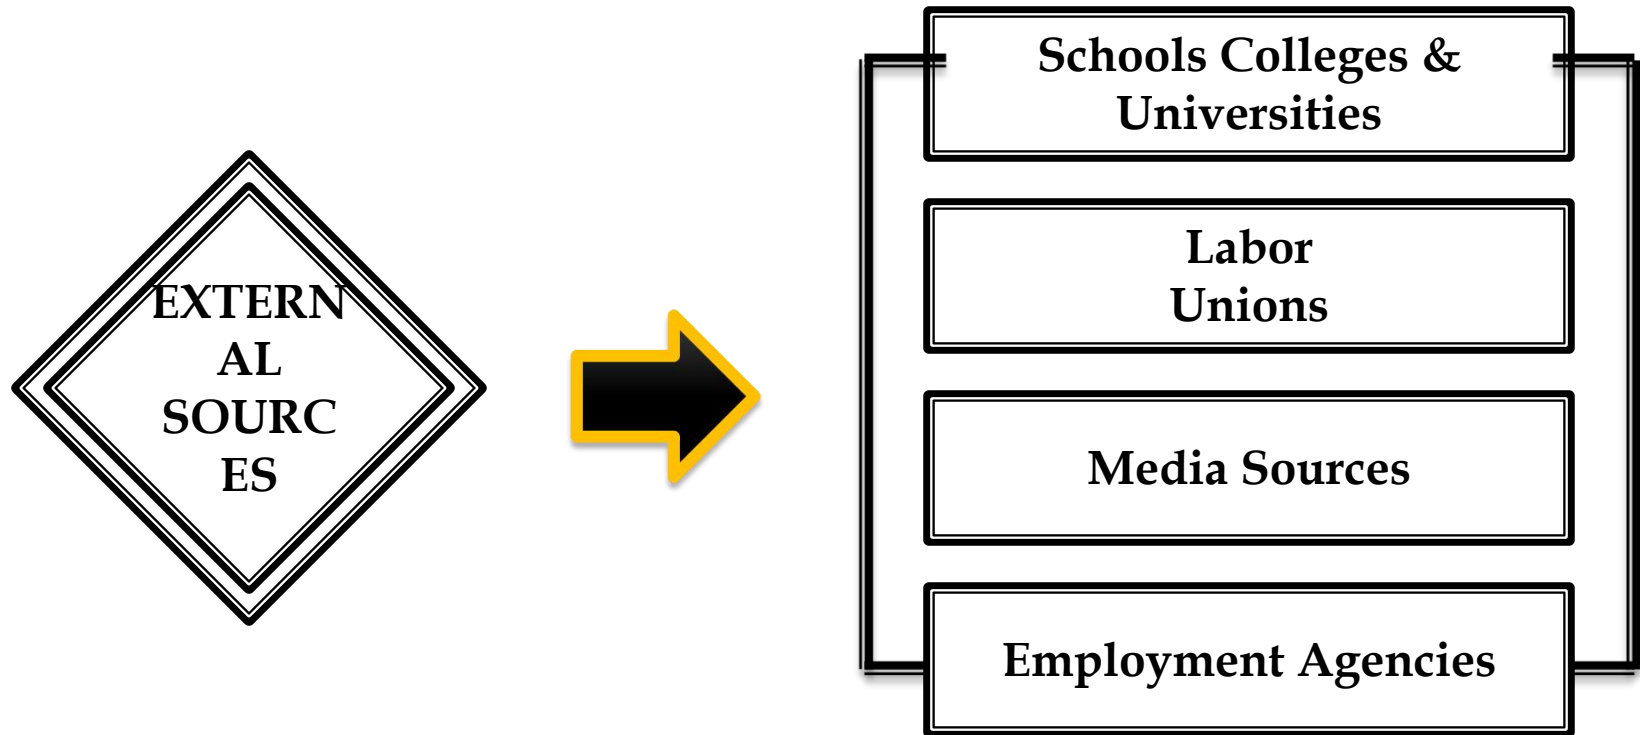 EXTERN
AL
SOURC
ES
Schools Colleges &
Universities
Labor
Unions
Media Sources
Employment Agencies